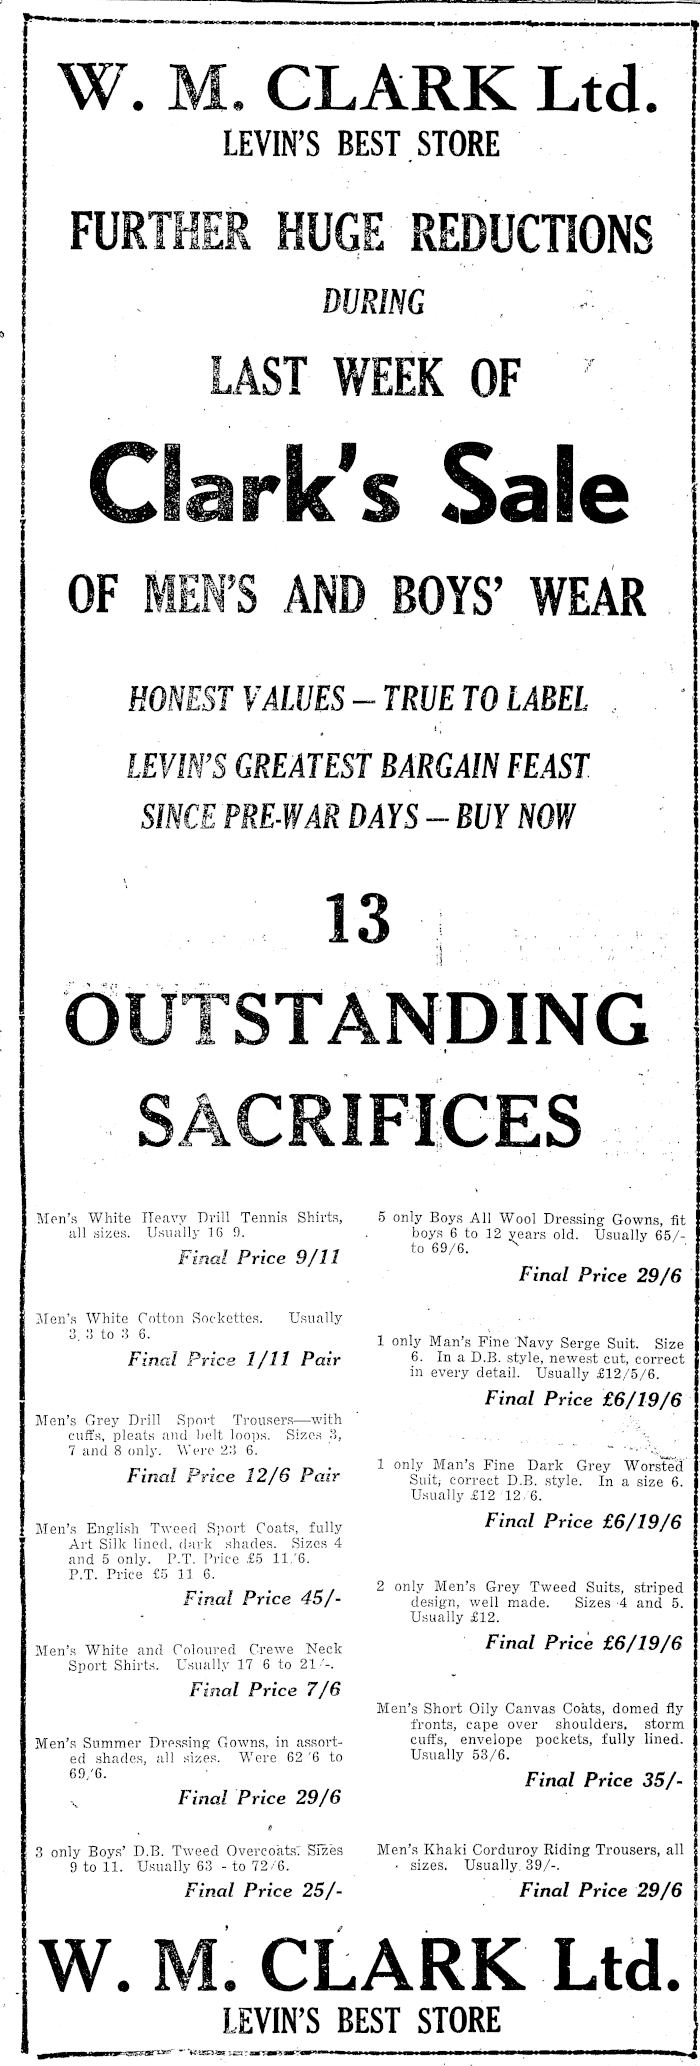 W. M. CLARK Ltd.
LEVIN'S BEST STORE
FURTHER HUGE REDUCTIONS
DURING
LAST WEEK OF
Clark's Sale
OF MEN'S AND BOYS' WEAR
HONEST VALUES — TRUE TO LABEL
LEVIN'S GREATEST BARGAIN FEAST
SINCE PRE-WAR DAYS — BUY NOW
13
OUTSTANDING
SACRIFICES
Men's White Heavy Drill Tennis Shirts,
all sizes. Usually 16 9.
Final Price 9/11
Men's White Cotton Sockettes. Usually
3/3 to 3 6.
Final Price 1/11 Pair
Men's Grey Drill Sport Trousers—with
cuffs, pleats and belt loops. Sizes 3,
7 and 8 only. Were 23 6.
Final Price 12/6 Pair
Men's English Tweed Sport Coats, fully
Art Silk lined, dark shades. Sizes 4
and 5 only. P.T. Price £5 11/6.
P.T. Price £5 11 6.
Final Price 45/-
Men's White and Coloured Crewe Neck
Sport Shirts. Usually 17 6 to 21/-.
Final Price 7/6
Men's Summer Dressing Gowns, in assort-
ed shades, all sizes. Were 62/6 to
69/6.
Final Price 29/6
3 only Boys' D.B. Tweed Overcoats. Sizes
9 to 11. Usually 63 - to 72/6.
Final Price 25/-
5 only Boys All Wool Dressing Gowns, fit
boys 6 to 12 years old. Usually 65/-
to 69/6.
Final Price 29/6
1 only Man's Fine Navy Serge Suit. Size
6. In a D.B. style, newest cut, correct
in every detail. Usually £12/5/6.
Final Price £6/19/6
1 only Man's Fine Dark Grey Worsted
Suit, correct D.B. style. In a size 6.
Usually £12/12/6.
Final Price £6/19/6
2 only Men's Grey Tweed Suits, striped
design, well made. Sizes 4 and 5.
Usually £12.
Final Price £6/19/6
Men's Short Oily Canvas Coats, domed fly
fronts, cape over shoulders, storm
cuffs, envelope pockets, fully lined.
Usually 53/6.
Final Price 35/-
Men's Khaki Corduroy Riding Trousers, all
sizes. Usually 39/-.
Final Price 29/6
W. M. CLARK Ltd.
LEVIN'S BEST STORE